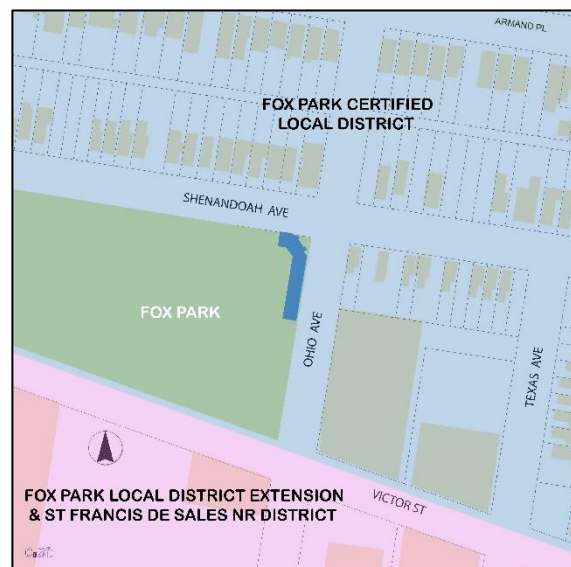 ARMAND PL
FOX PARK CERTIFIED
LOCAL DISTRICT
SHENANDOAH AVE
FOX PARK
OHIO AVE
TEXAS AVE
VICTOR ST
FOX PARK LOCAL DISTRICT EXTENSION
& ST FRANCIS DE SALES NR DISTRICT